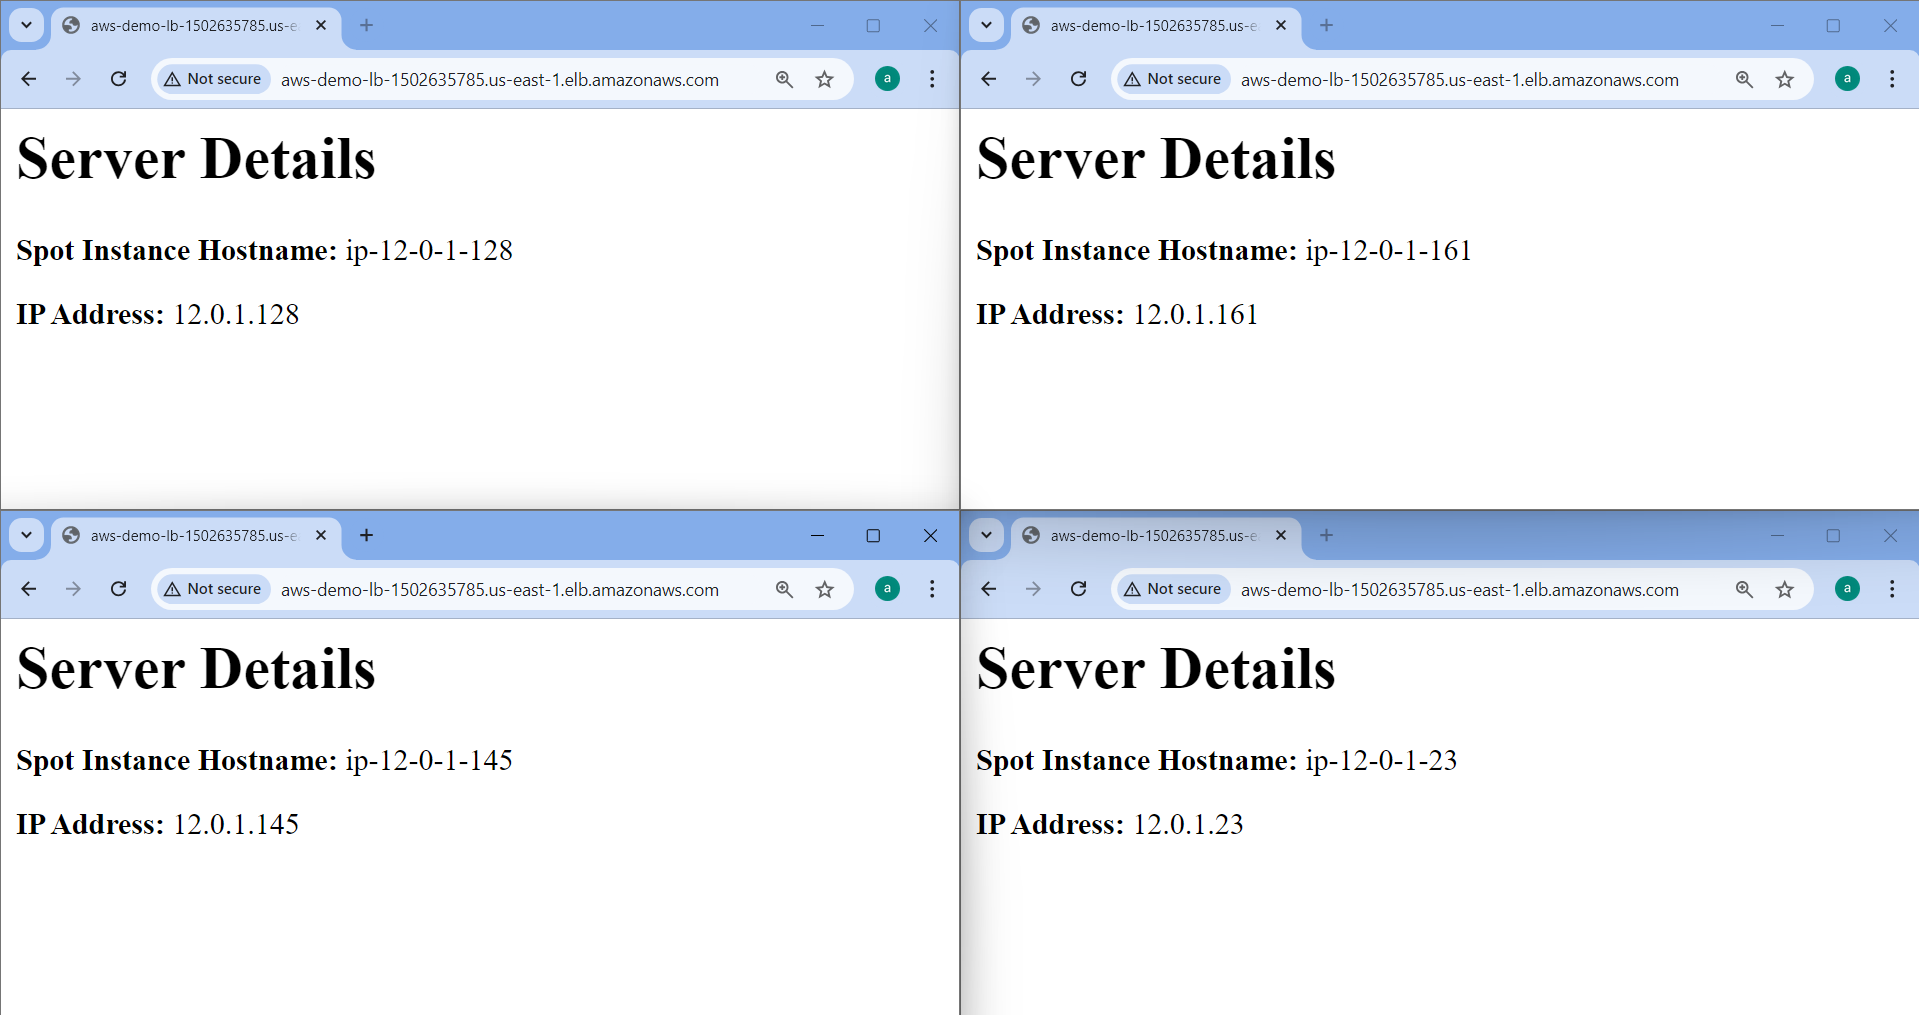 aws-demo-lb-1502635785.us-e
Not secure
aws-demo-lb-1502635785.us-east-1.elb.amazonaws.com
a
Server Details
Spot Instance Hostname: ip-12-0-1-128
IP Address: 12.0.1.128
aws-demo-lb-1502635785.us-e
Not secure
aws-demo-lb-1502635785.us-east-1.elb.amazonaws.com
a
Server Details
Spot Instance Hostname: ip-12-0-1-161
IP Address: 12.0.1.161
aws-demo-lb-1502635785.us-e
Not secure
aws-demo-lb-1502635785.us-east-1.elb.amazonaws.com
a
Server Details
Spot Instance Hostname: ip-12-0-1-145
IP Address: 12.0.1.145
aws-demo-lb-1502635785.us-e
Not secure
aws-demo-lb-1502635785.us-east-1.elb.amazonaws.com
a
Server Details
Spot Instance Hostname: ip-12-0-1-23
IP Address: 12.0.1.23